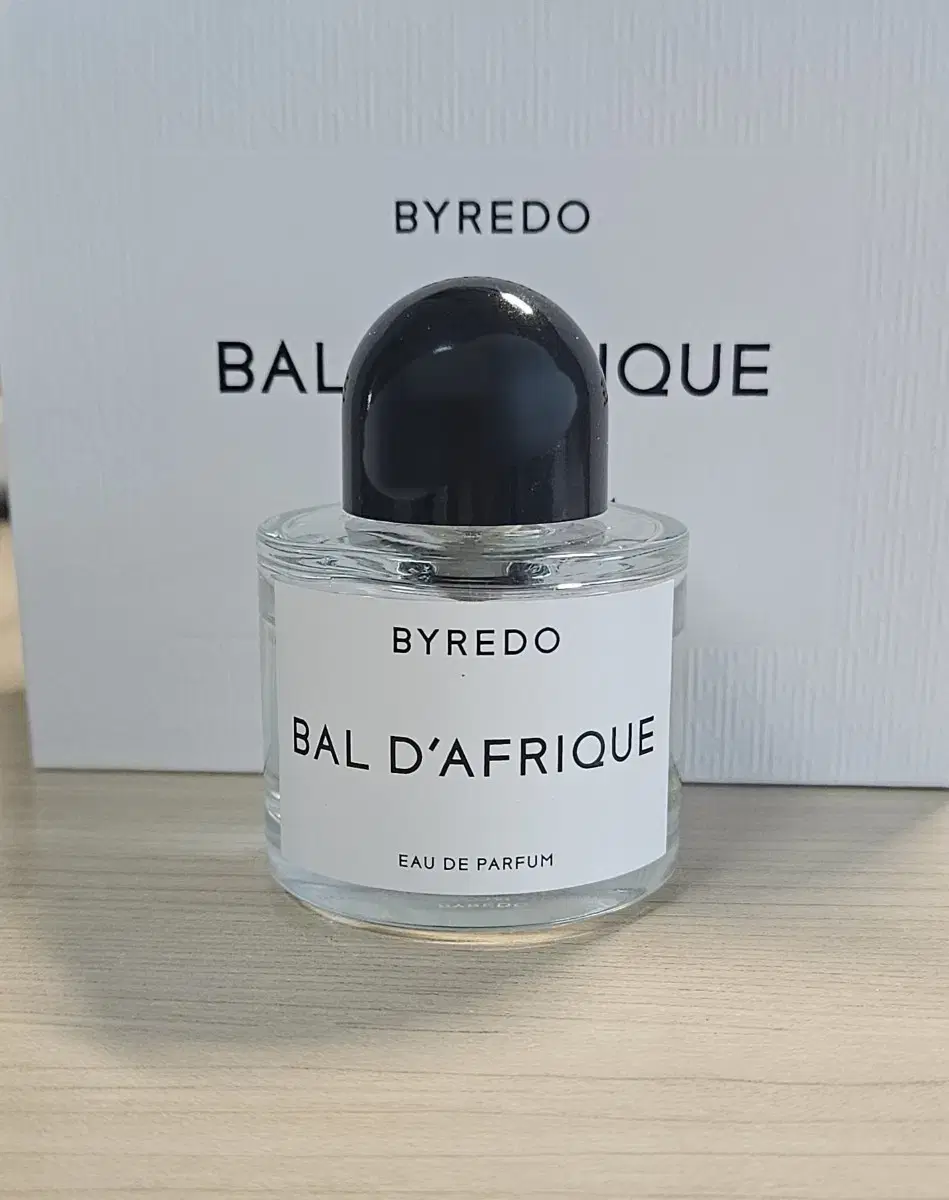 BYREDO
BAL
IQUE
BYREDO
BAL D'AFRIQUE
EAU DE PARFUM